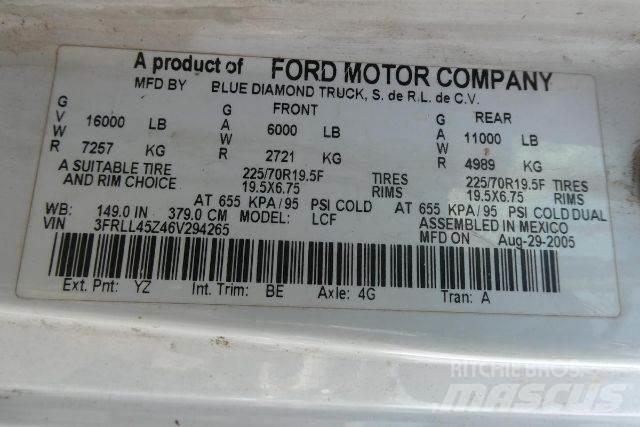 A product of FORD MOTOR COMPANY
MFD BY BLUE DIAMOND TRUCK, S. de R.L. de C.V.
G FRONT REAR
V 16000 LB G 6000 LB G 11000 LB
W A A
W W W
R 7257 KG R 2721 KG R 4989 KG
A SUITABLE TIRE 225/70R19.5F TIRES 225/70R19.5F TIRES
AND RIM CHOICE 19.5X6.75 RIMS 19.5X6.75 RIMS
AT 655 KPA/95 PSI COLD AT 655 KPA/95 PSI COLD DUAL
WB: 149.0 IN 379.0 CM MODEL: LCF ASSEMBLED IN MEXICO
VIN 3FRLL45Z46V294265 MFD ON Aug-29-2005
Ext. Pnt: YZ Int. Trim: BE Axle: 4G Tran: A
RITCHIE BROS.
MASCUS